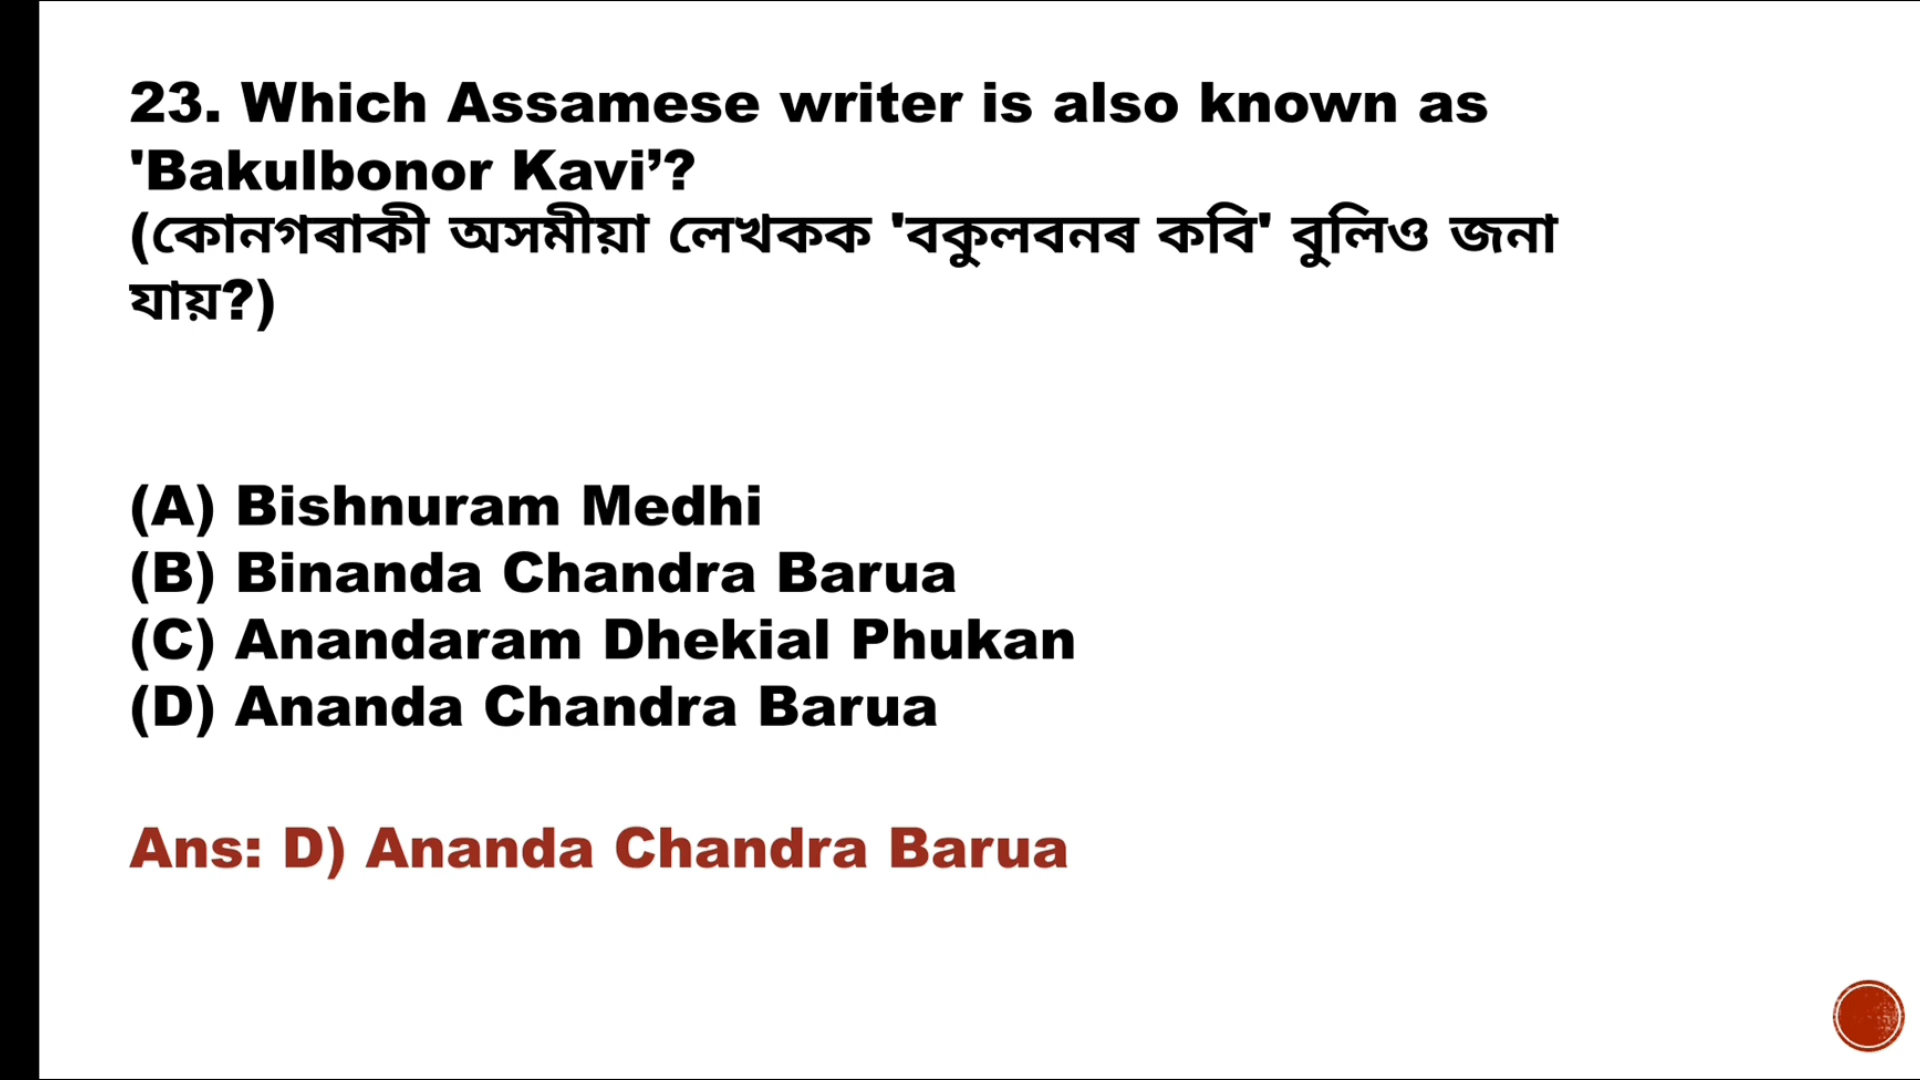 23. Which Assamese writer is also known as
'Bakulbonor Kavi’?
(কোনগৰাকী অসমীয়া লেখকক 'বকুলবনৰ কবি' বুলিও জনা
যায়?)
(A) Bishnuram Medhi
(B) Binanda Chandra Barua
(C) Anandaram Dhekial Phukan
(D) Ananda Chandra Barua
Ans: D) Ananda Chandra Barua